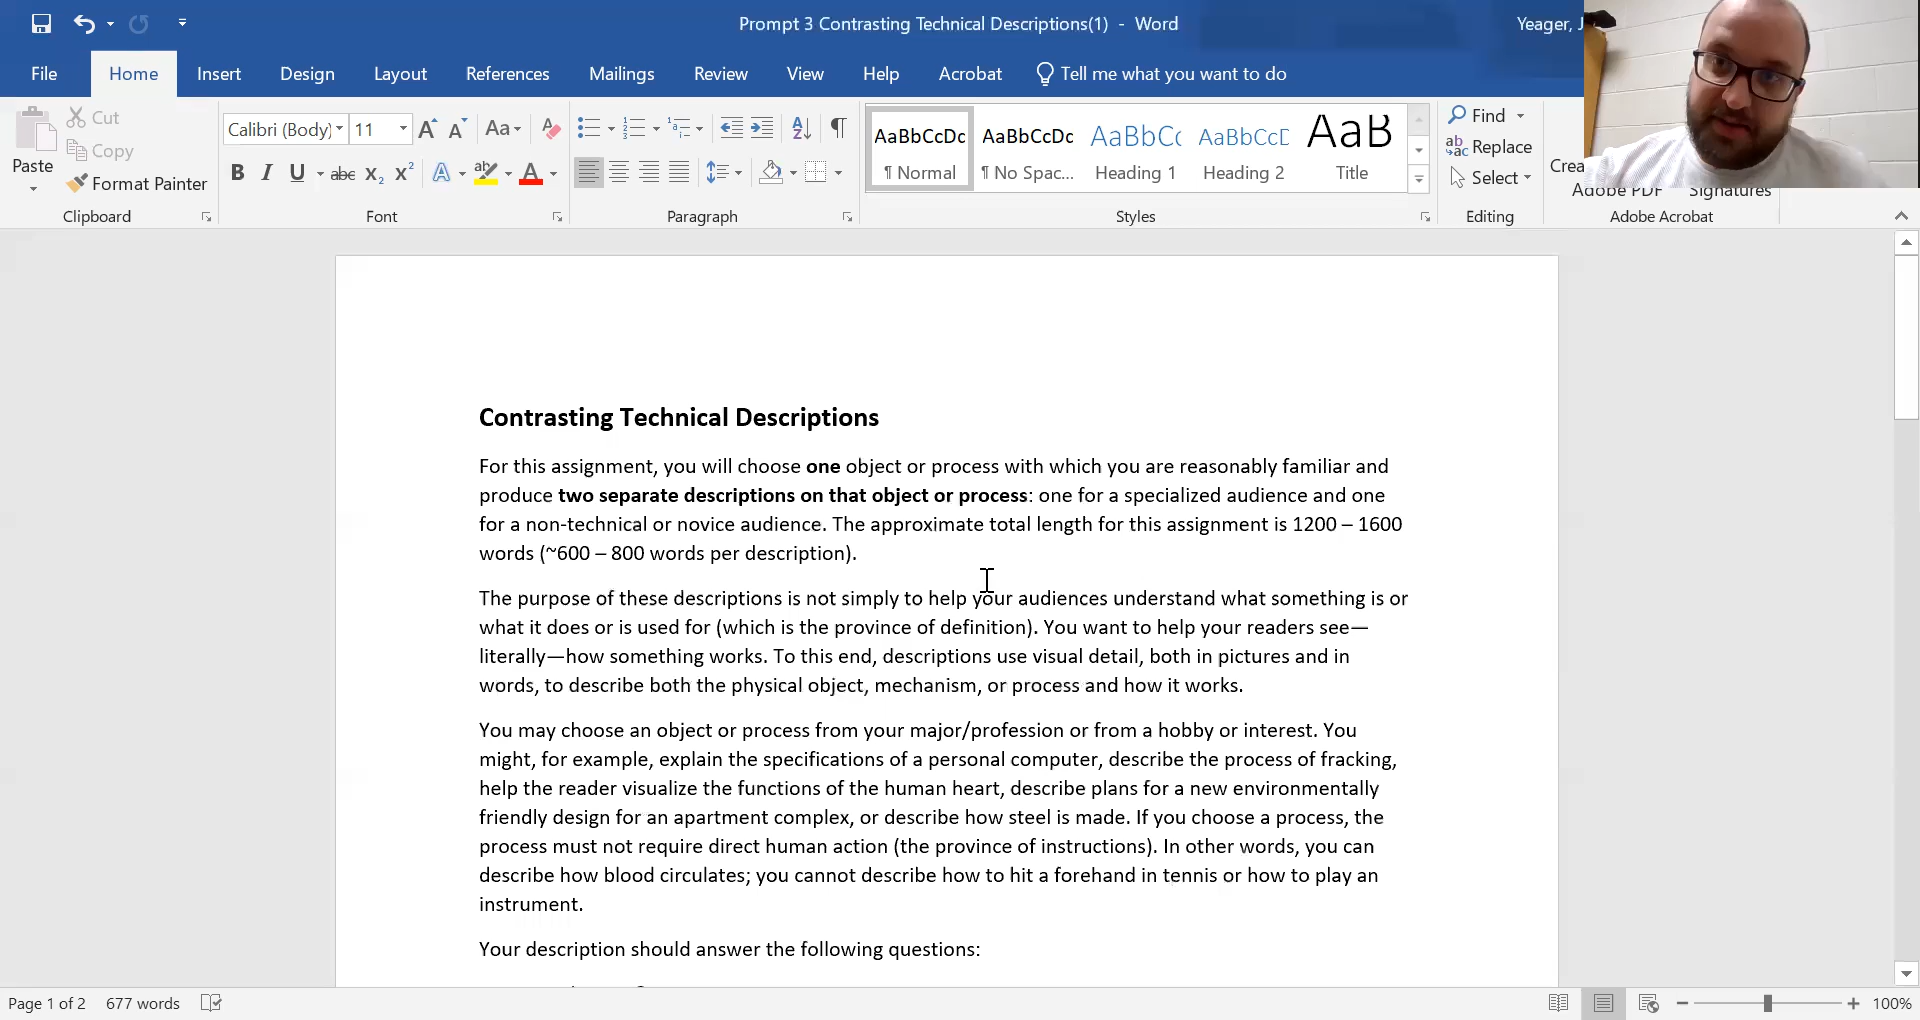 Prompt 3 Contrasting Technical Descriptions(1) - Word
Yeager, J
File Home Insert Design Layout References Mailings Review View Help Acrobat Tell me what you want to do
Paste
Cut
Copy
Format Painter
Clipboard
Calibri (Body) 11
Aa
B I U abc X₂ X² A ab A
Font
Paragraph
AaBbCcDc AaBbCcDc AaBbCc AaBbCcD AaB
¶ Normal ¶ No Spac... Heading 1 Heading 2 Title
Styles
Find
Replace
Select
Editing
Crea
Adobe PDF Signatures
Adobe Acrobat
Contrasting Technical Descriptions
For this assignment, you will choose one object or process with which you are reasonably familiar and
produce two separate descriptions on that object or process: one for a specialized audience and one
for a non-technical or novice audience. The approximate total length for this assignment is 1200 – 1600
words (~600 – 800 words per description).
The purpose of these descriptions is not simply to help your audiences understand what something is or
what it does or is used for (which is the province of definition). You want to help your readers see—
literally—how something works. To this end, descriptions use visual detail, both in pictures and in
words, to describe both the physical object, mechanism, or process and how it works.
You may choose an object or process from your major/profession or from a hobby or interest. You
might, for example, explain the specifications of a personal computer, describe the process of fracking,
help the reader visualize the functions of the human heart, describe plans for a new environmentally
friendly design for an apartment complex, or describe how steel is made. If you choose a process, the
process must not require direct human action (the province of instructions). In other words, you can
describe how blood circulates; you cannot describe how to hit a forehand in tennis or how to play an
instrument.
Your description should answer the following questions:
Page 1 of 2 677 words
100%